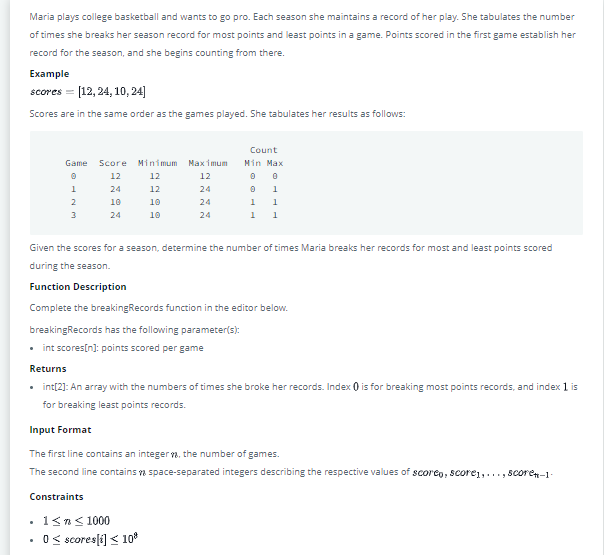 Maria plays college basketball and wants to go pro. Each season she maintains a record of her play. She tabulates the number
of times she breaks her season record for most points and least points in a game. Points scored in the first game establish her
record for the season, and she begins counting from there.
Example
scores = [12, 24, 10, 24]
Scores are in the same order as the games played. She tabulates her results as follows:
Count
Game Score Minimum Maximum Min Max
0 12 12 12 0 0
1 24 12 24 0 1
2 10 10 24 1 1
3 24 10 24 1 1
Given the scores for a season, determine the number of times Maria breaks her records for most and least points scored
during the season.
Function Description
Complete the breakingRecords function in the editor below.
breakingRecords has the following parameter(s):
• int scores[n]: points scored per game
Returns
• int[2]: An array with the numbers of times she broke her records. Index 0 is for breaking most points records, and index 1 is
for breaking least points records.
Input Format
The first line contains an integer n, the number of games.
The second line contains n space-separated integers describing the respective values of score₀, score₁, . . . , scoreₙ₋₁.
Constraints
• 1 ≤ n ≤ 1000
• 0 ≤ scores[i] ≤ 10⁸